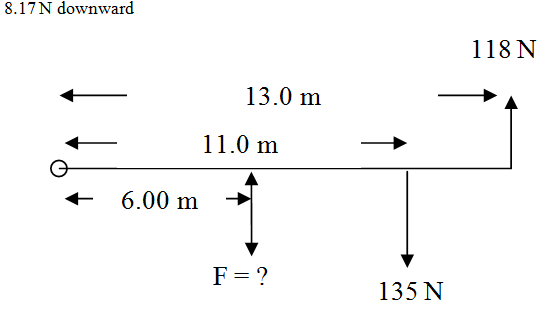 8.17 N downward
118 N
13.0 m
11.0 m
6.00 m
F = ?
135 N